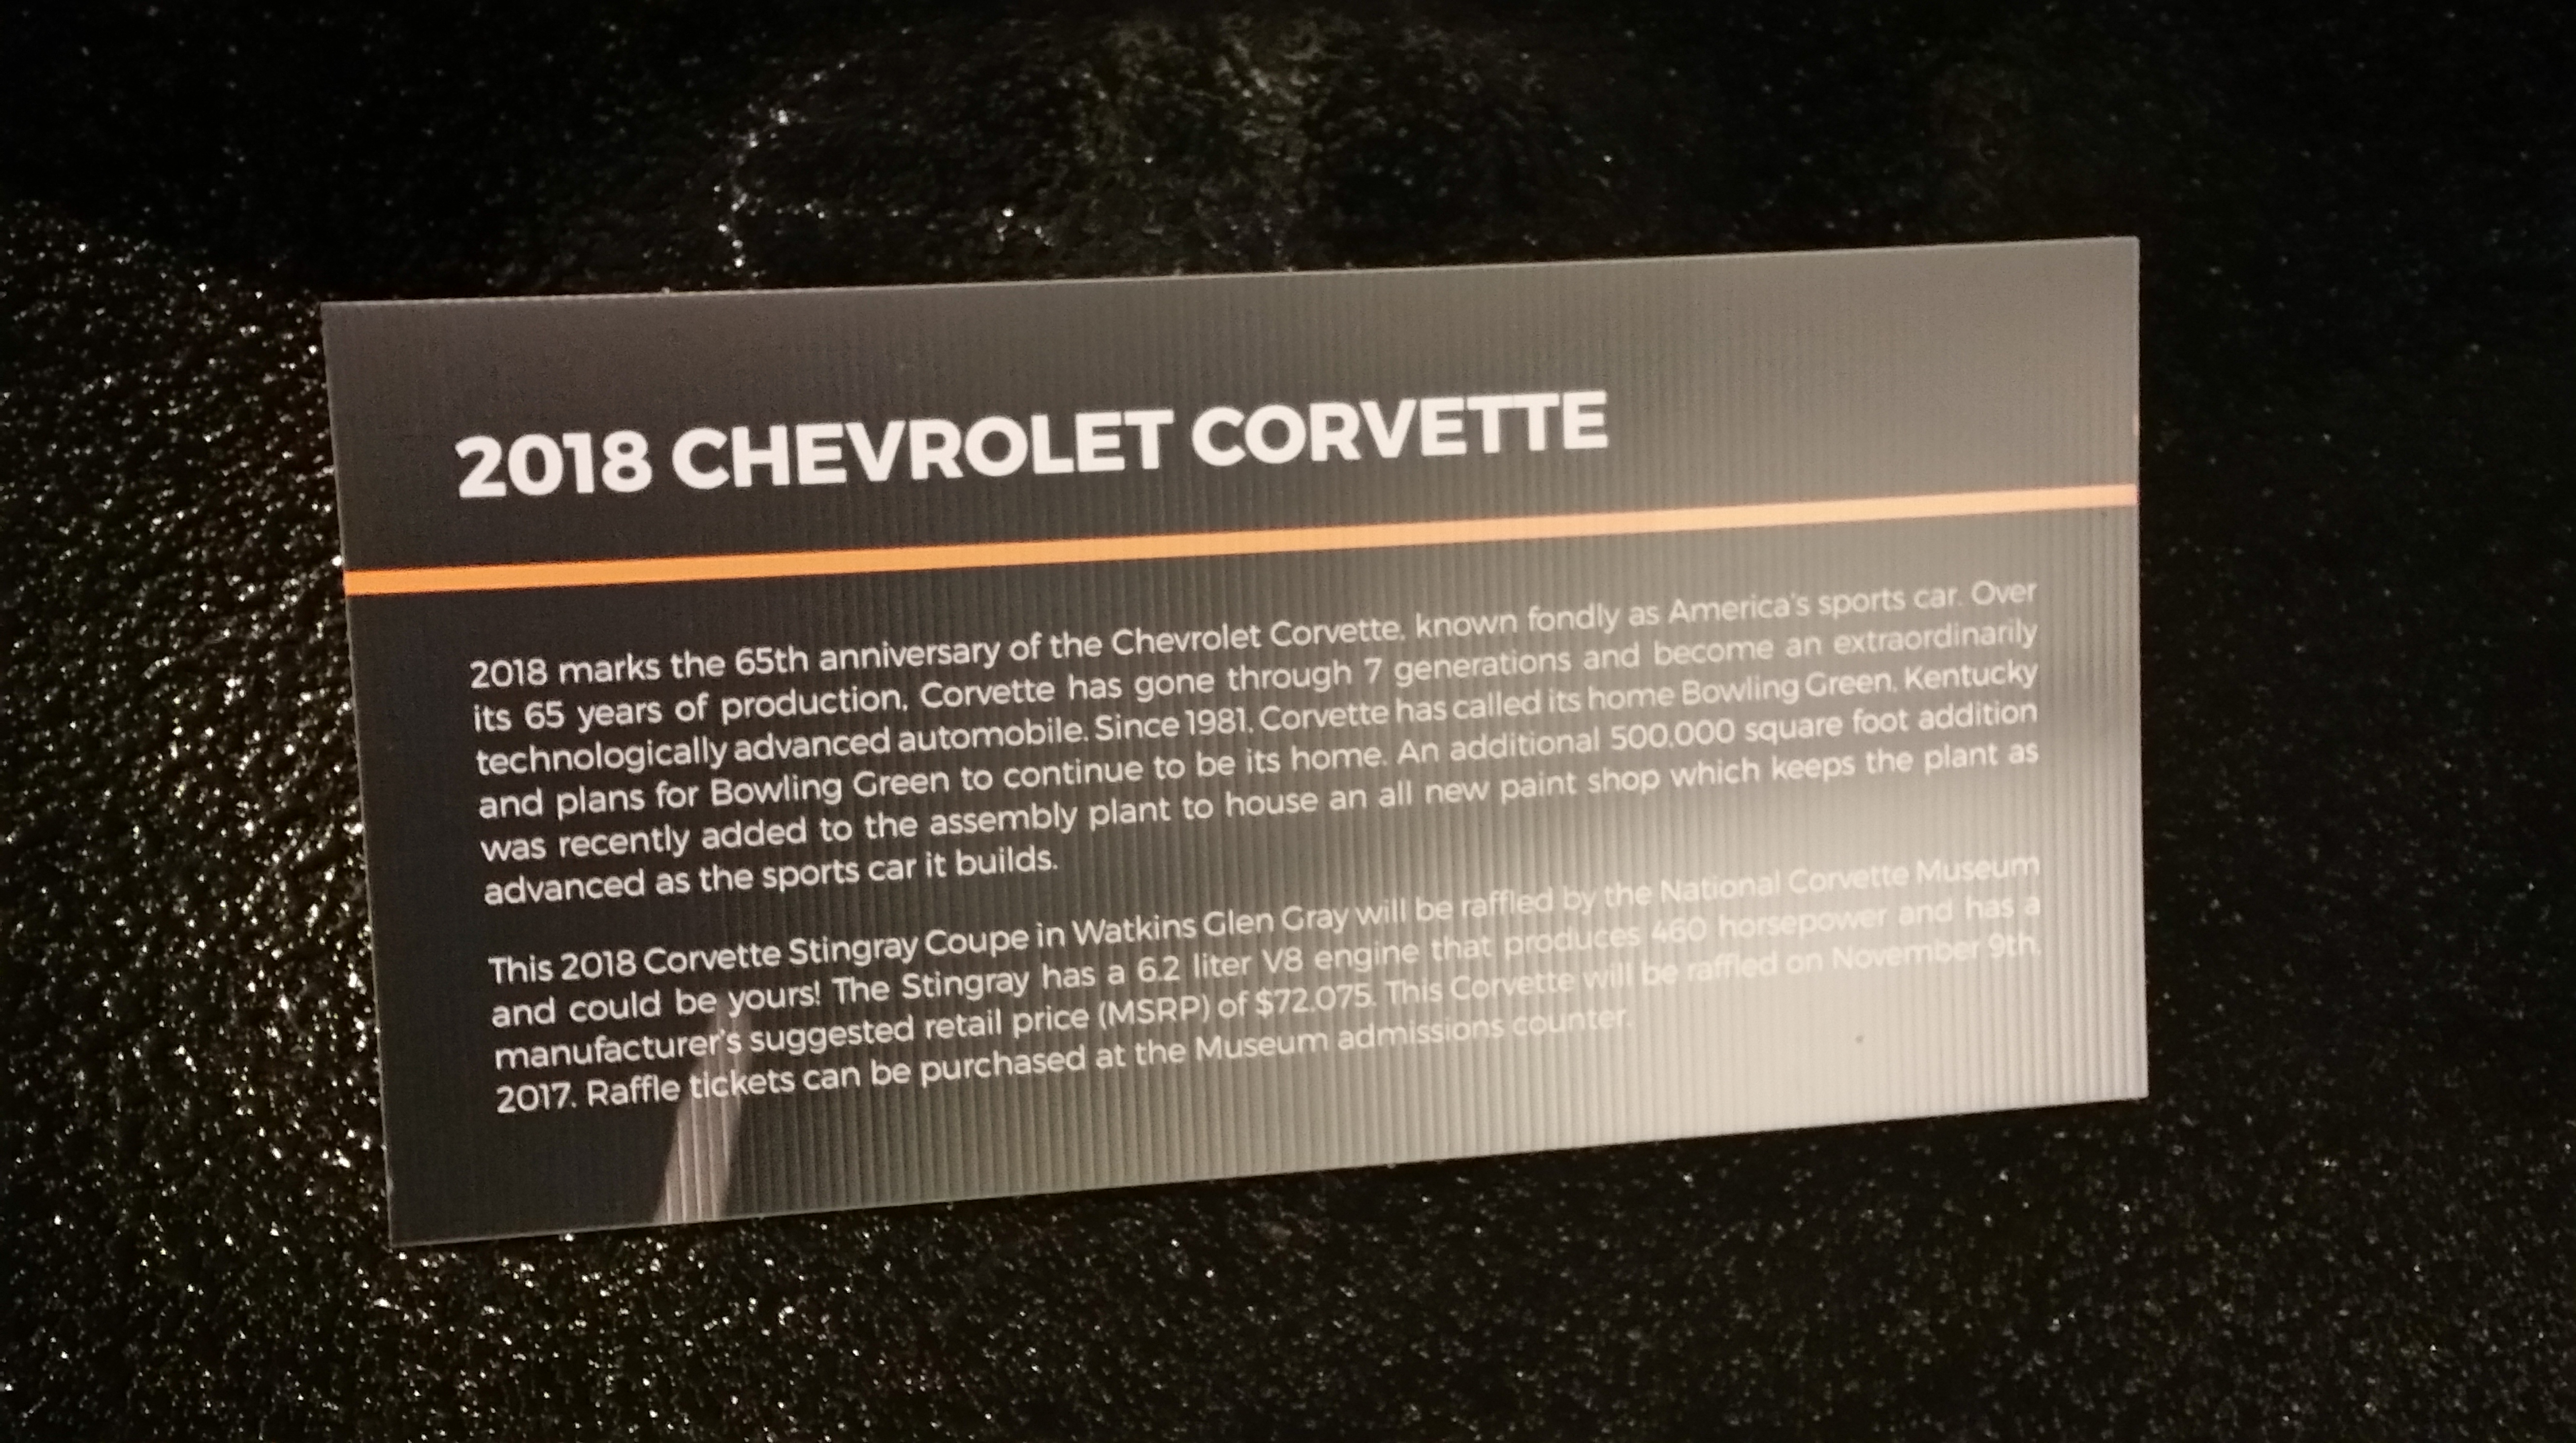 2018 CHEVROLET CORVETTE
2018 marks the 65th anniversary of the Chevrolet Corvette, known fondly as America's sports car. Over
its 65 years of production, Corvette has gone through 7 generations and become an extraordinarily
technologically advanced automobile. Since 1981, Corvette has called its home Bowling Green, Kentucky
and plans for Bowling Green to continue to be its home. An additional 500,000 square foot addition
was recently added to the assembly plant to house an all new paint shop which keeps the plant as
advanced as the sports car it builds.
This 2018 Corvette Stingray Coupe in Watkins Glen Gray will be raffled by the National Corvette Museum
and could be yours! The Stingray has a 6.2 liter V8 engine that produces 460 horsepower and has a
manufacturer's suggested retail price (MSRP) of $72,075. This Corvette will be raffled on November 9th,
2017. Raffle tickets can be purchased at the Museum admissions counter.